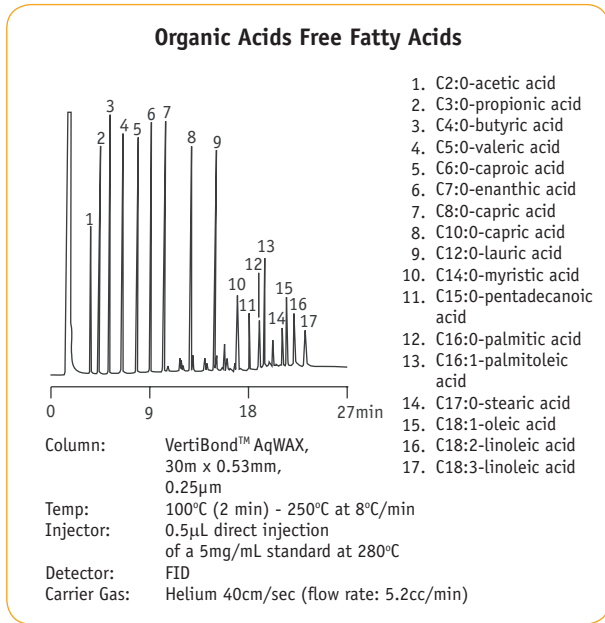 Organic Acids Free Fatty Acids
1. C2:0-acetic acid
2. C3:0-propionic acid
3. C4:0-butyric acid
4. C5:0-valeric acid
5. C6:0-caproic acid
6. C7:0-enanthic acid
7. C8:0-capric acid
8. C10:0-capric acid
9. C12:0-lauric acid
10. C14:0-myristic acid
11. C15:0-pentadecanoic
acid
12. C16:0-palmitic acid
13. C16:1-palmitoleic
acid
14. C17:0-stearic acid
15. C18:1-oleic acid
16. C18:2-linoleic acid
17. C18:3-linoleic acid
1
2
3
4
5
6
7
8
9
10
11
12
13
14
15
16
17
0 9 18 27min
Column: VertiBond™ AqWAX,
30m x 0.53mm,
0.25µm
Temp: 100°C (2 min) - 250°C at 8°C/min
Injector: 0.5µL direct injection
of a 5mg/mL standard at 280°C
Detector: FID
Carrier Gas: Helium 40cm/sec (flow rate: 5.2cc/min)